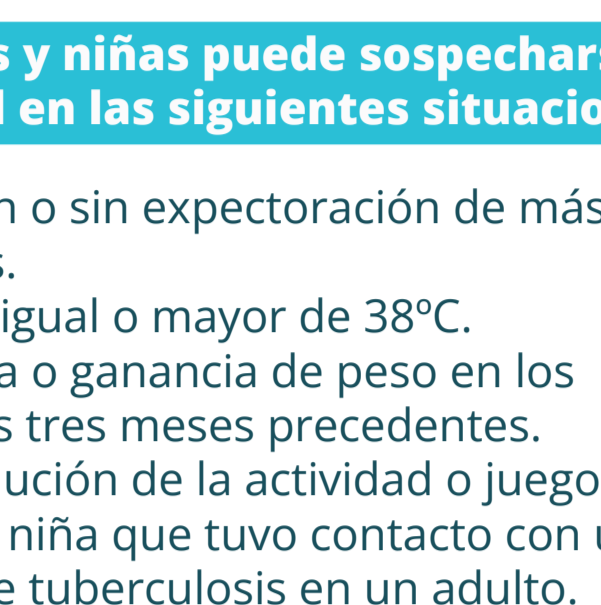 s y niñas puede sospechars
l en las siguientes situacio
n o sin expectoración de más
s.
igual o mayor de 38ºC.
a o ganancia de peso en los
s tres meses precedentes.
ución de la actividad o juego
niña que tuvo contacto con u
e tuberculosis en un adulto.